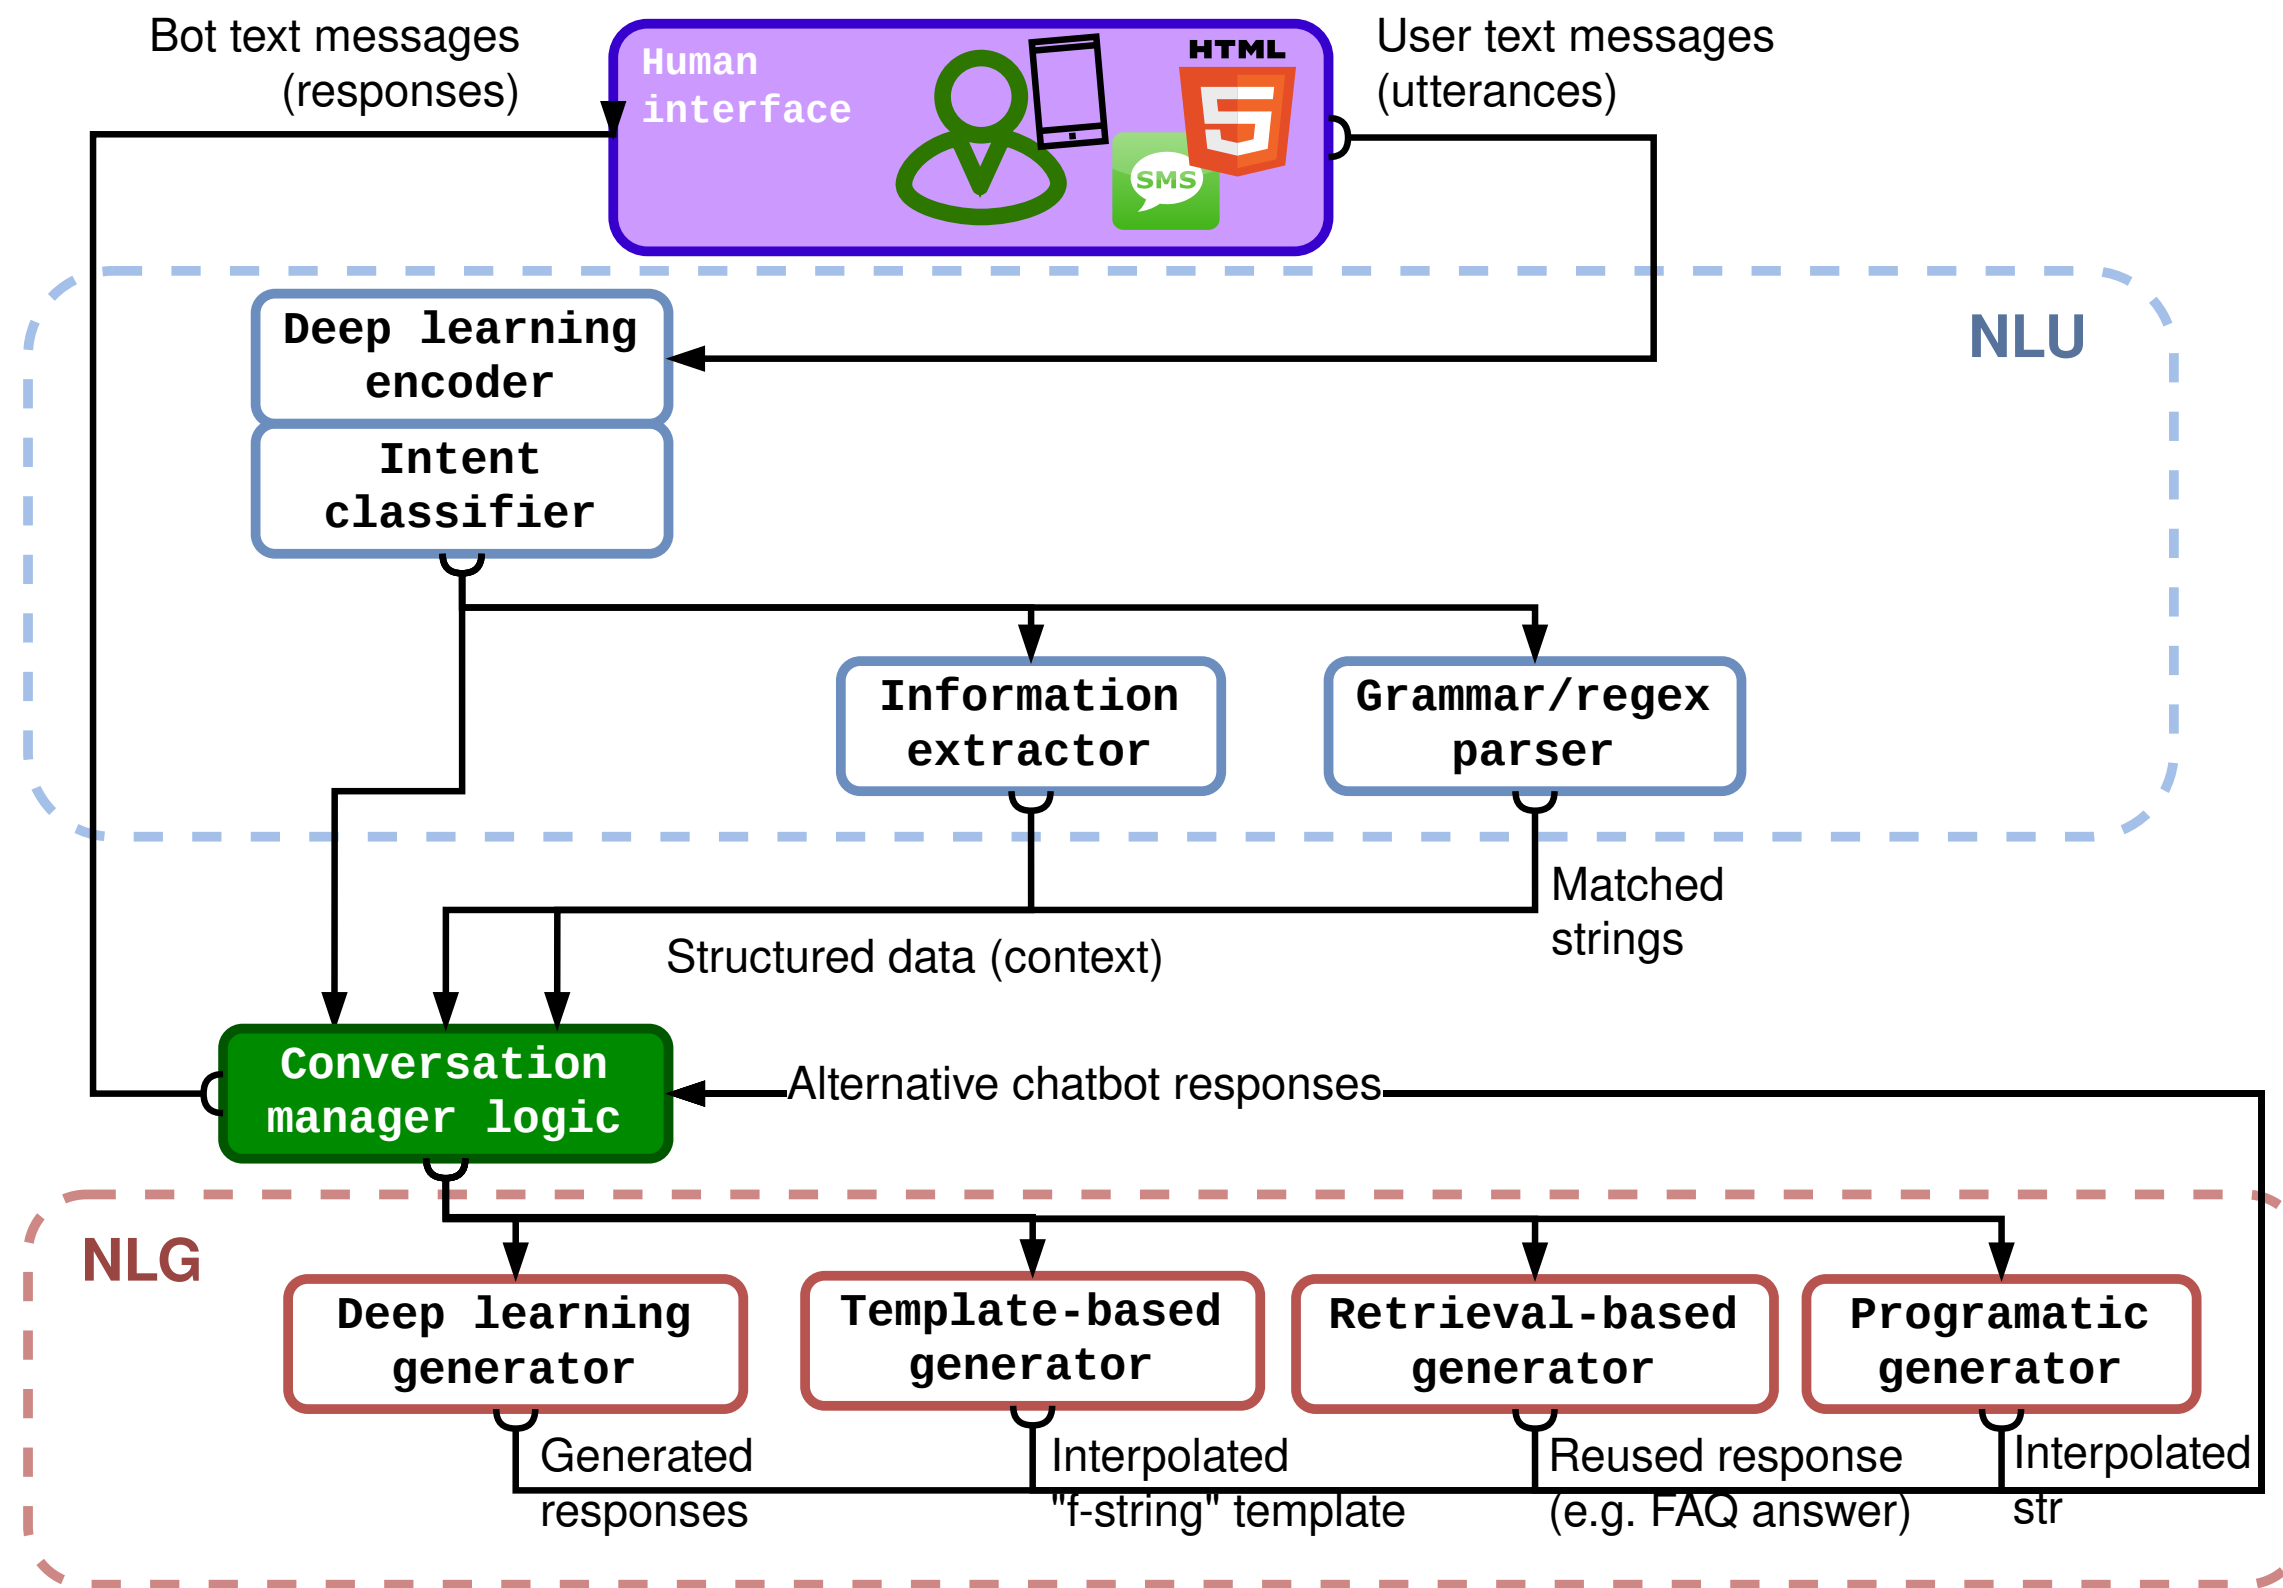 Bot text messages
(responses)
Human
interface
HTML
SMS
User text messages
(utterances)
NLU
Deep learning
encoder
Intent
classifier
Information
extractor
Grammar/regex
parser
Matched
strings
Structured data (context)
Conversation
manager logic
Alternative chatbot responses
NLG
Deep learning
generator
Template-based
generator
Retrieval-based
generator
Programatic
generator
Generated
responses
Interpolated
"f-string" template
Reused response
(e.g. FAQ answer)
Interpolated
str